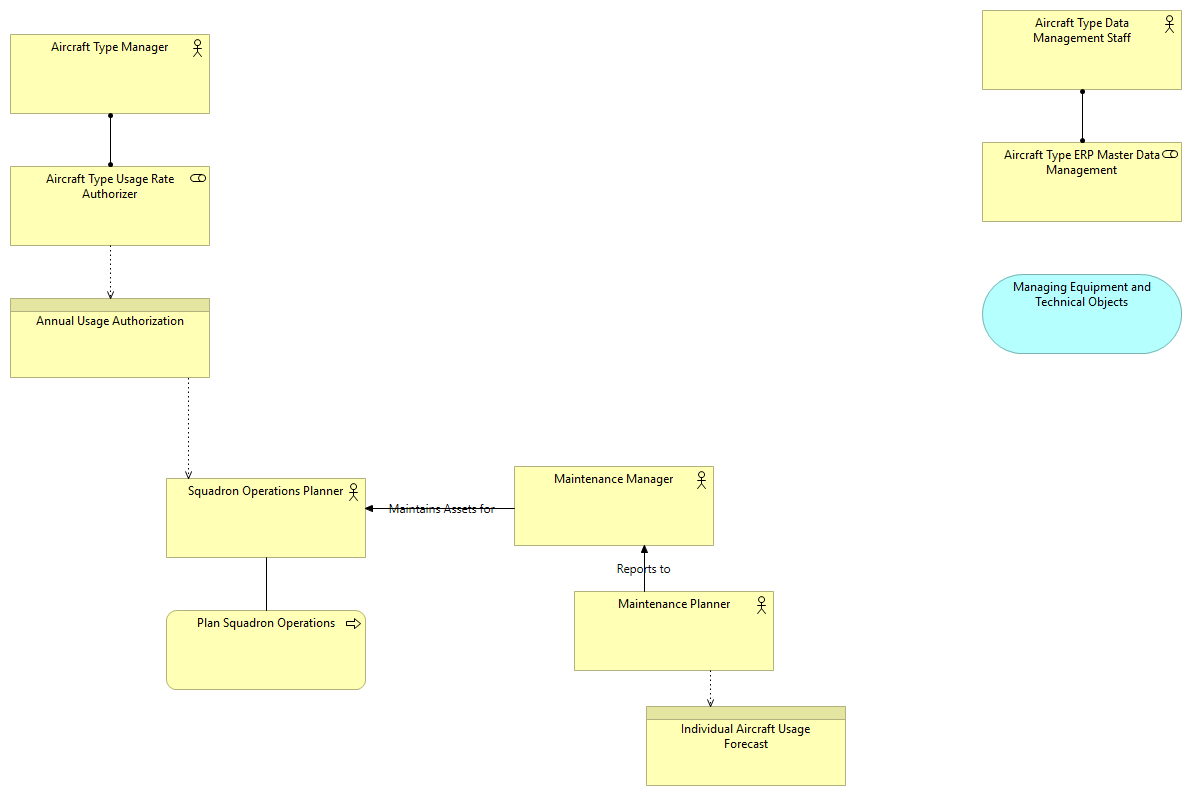 Aircraft Type Manager
Aircraft Type Data
Management Staff
Aircraft Type Usage Rate
Authorizer
Aircraft Type ERP Master Data
Management
Annual Usage Authorization
Managing Equipment and
Technical Objects
Squadron Operations Planner
Maintains Assets for
Maintenance Manager
Reports to
Maintenance Planner
Plan Squadron Operations
Individual Aircraft Usage
Forecast